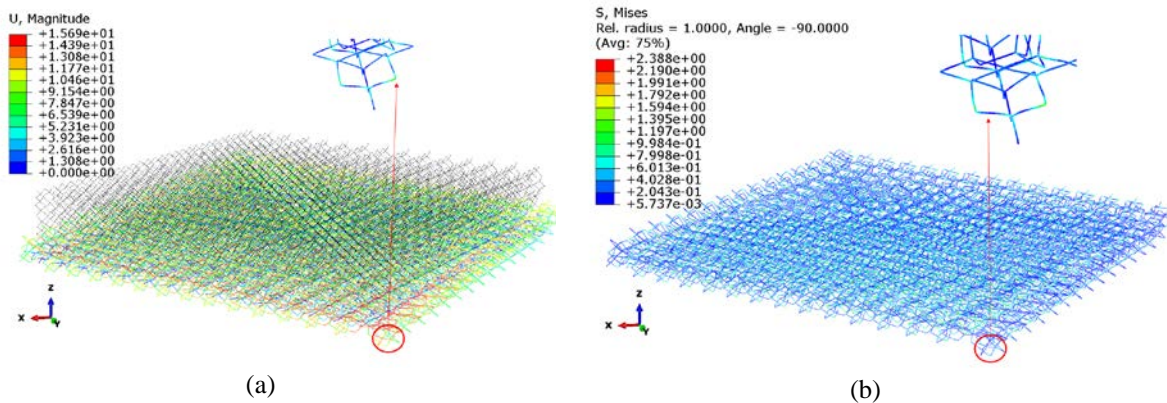 U, Magnitude
+1.569e+01
+1.439e+01
+1.308e+01
+1.177e+01
+1.046e+01
+9.154e+00
+7.847e+00
+6.539e+00
+5.231e+00
+3.923e+00
+2.616e+00
+1.308e+00
+0.000e+00
z
x
Y
(a)
S, Mises
Rel. radius = 1.0000, Angle = -90.0000
(Avg: 75%)
+2.388e+00
+2.190e+00
+1.991e+00
+1.792e+00
+1.594e+00
+1.395e+00
+1.197e+00
+9.984e-01
+7.998e-01
+6.013e-01
+4.028e-01
+2.043e-01
+5.737e-03
z
x
Y
(b)